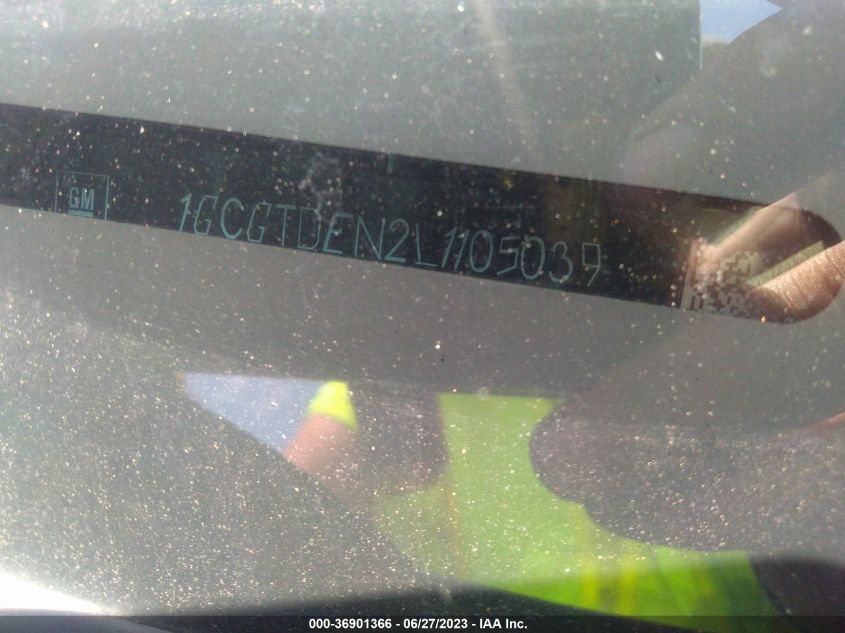 GM
1GCGTDEN2L1105039
000-36901366 - 06/27/2023 - IAA Inc.